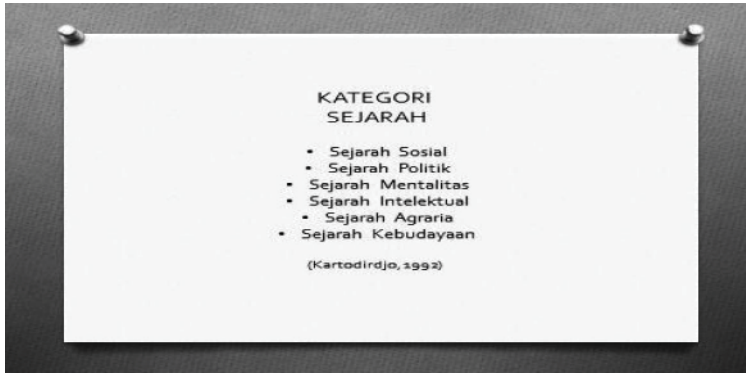 KATEGORI
SEJARAH
• Sejarah Sosial
• Sejarah Politik
• Sejarah Mentalitas
• Sejarah Intelektual
• Sejarah Agraria
• Sejarah Kebudayaan
(Kartodirdjo, 1992)